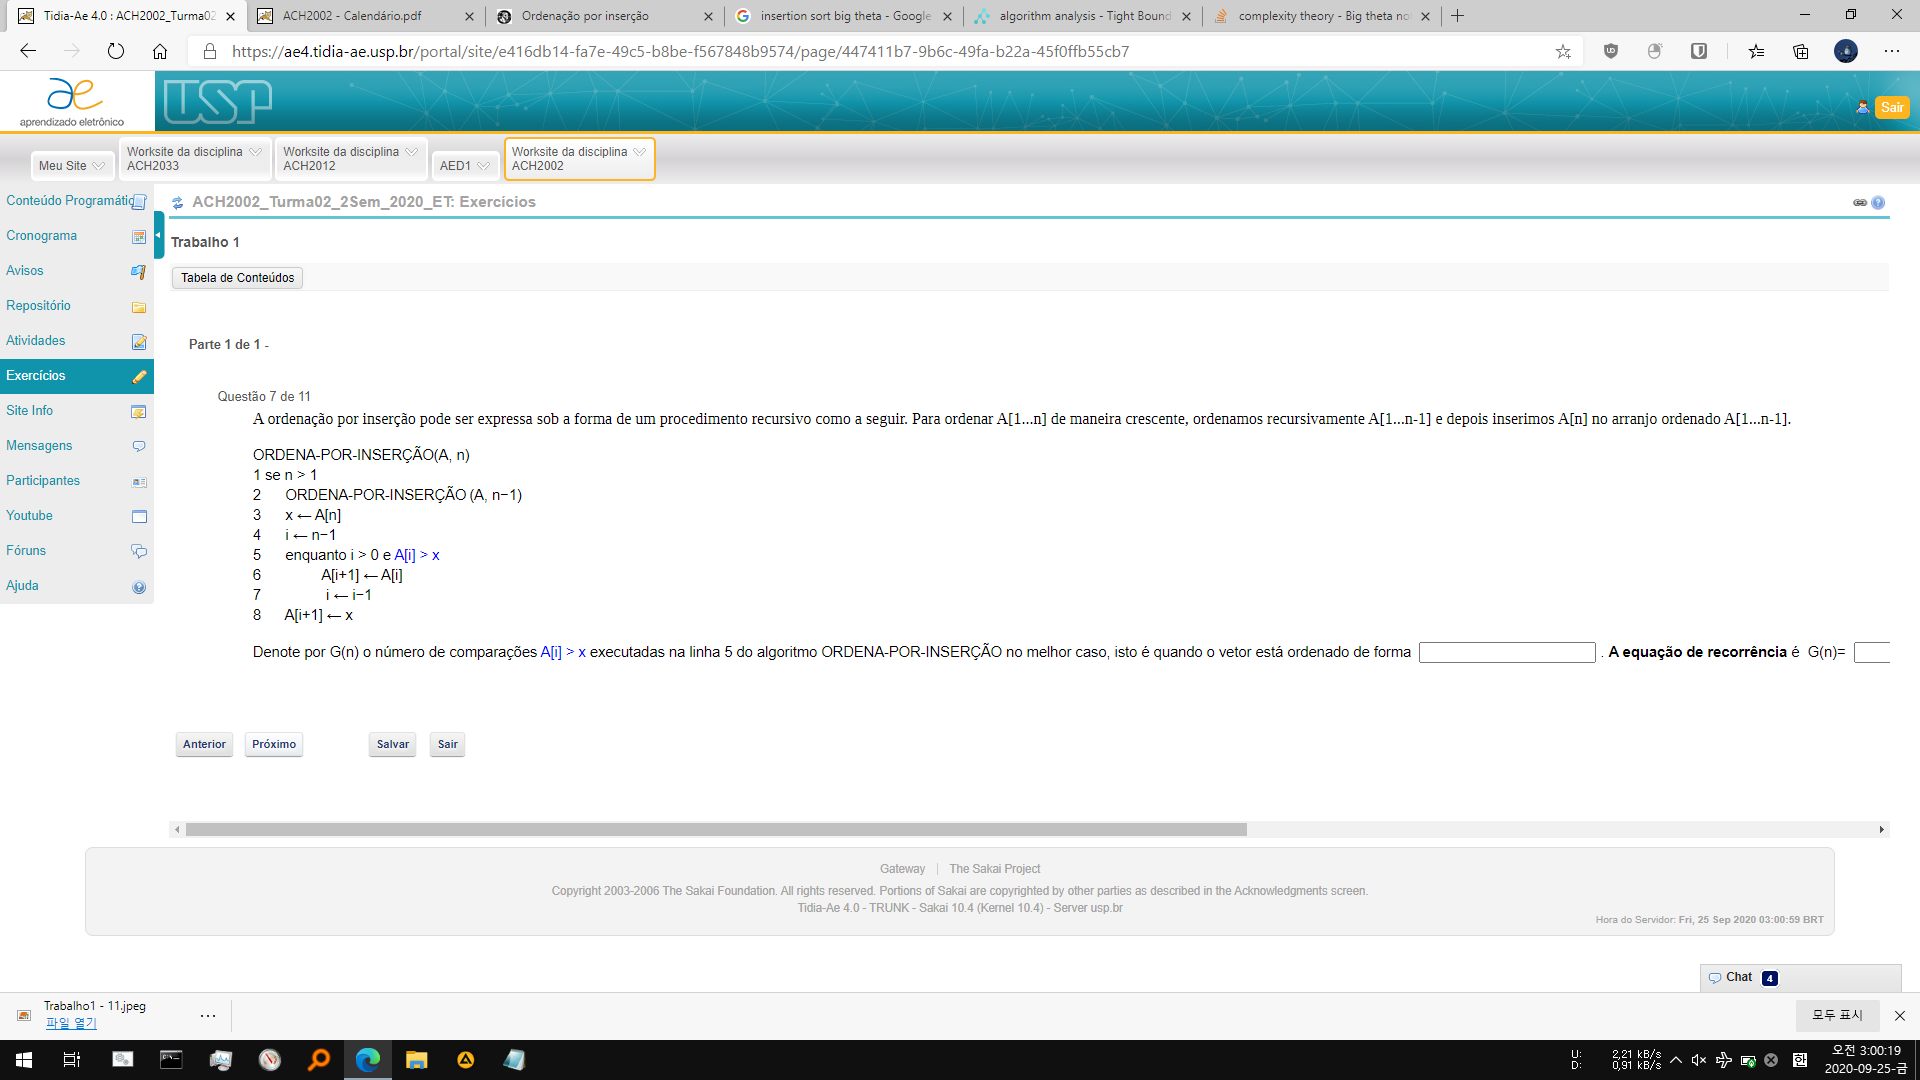 Tidia-Ae 4.0 : ACH2002_Turma02
ACH2002 - Calendário.pdf
Ordenação por inserção
insertion sort big theta - Google
algorithm analysis - Tight Bound
complexity theory - Big theta no
https://ae4.tidia-ae.usp.br/portal/site/e416db14-fa7e-49c5-b8be-f567848b9574/page/447411b7-9b6c-49fa-b22a-45f0ffb55cb7
ae
aprendizado eletrônico
USP
Sair
Meu Site
Worksite da disciplina
ACH2033
Worksite da disciplina
ACH2012
AED1
Worksite da disciplina
ACH2002
Conteúdo Programátic
Cronograma
Avisos
Repositório
Atividades
Exercícios
Site Info
Mensagens
Participantes
Youtube
Fóruns
Ajuda
ACH2002_Turma02_2Sem_2020_ET: Exercícios
Trabalho 1
Tabela de Conteúdos
Parte 1 de 1 -
Questão 7 de 11
A ordenação por inserção pode ser expressa sob a forma de um procedimento recursivo como a seguir. Para ordenar A[1...n] de maneira crescente, ordenamos recursivamente A[1...n-1] e depois inserimos A[n] no arranjo ordenado A[1...n-1].
ORDENA-POR-INSERÇÃO(A, n)
1 se n > 1
2 ORDENA-POR-INSERÇÃO (A, n−1)
3 x ← A[n]
4 i ← n−1
5 enquanto i > 0 e A[i] > x
6 A[i+1] ← A[i]
7 i ← i−1
8 A[i+1] ← x
Denote por G(n) o número de comparações A[i] > x executadas na linha 5 do algoritmo ORDENA-POR-INSERÇÃO no melhor caso, isto é quando o vetor está ordenado de forma . A equação de recorrência é G(n)=
Anterior
Próximo
Salvar
Sair
Gateway | The Sakai Project
Copyright 2003-2006 The Sakai Foundation. All rights reserved. Portions of Sakai are copyrighted by other parties as described in the Acknowledgments screen.
Tidia-Ae 4.0 - TRUNK - Sakai 10.4 (Kernel 10.4) - Server usp.br
Hora do Servidor: Fri, 25 Sep 2020 03:00:59 BRT
Chat 4
Trabalho1 - 11.jpeg
파일 열기
모두 표시
U: 2,21 kB/s
D: 0,91 kB/s
한
오전 3:00:19
2020-09-25-금